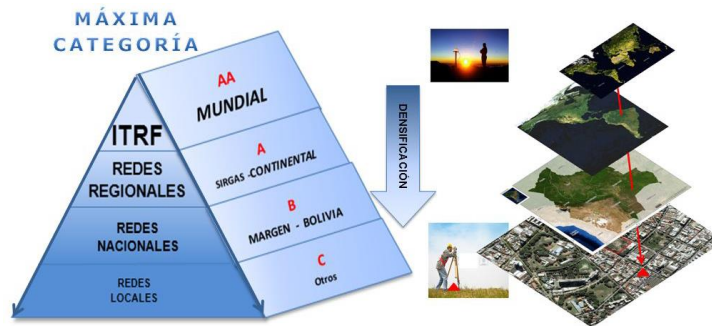 MÁXIMA
CATEGORÍA
ITRF
REDES
REGIONALES
REDES
NACIONALES
REDES
LOCALES
AA
MUNDIAL
A
SIRGAS -CONTINENTAL
B
MARGEN - BOLIVIA
C
Otros
DENSIFICACIÓN